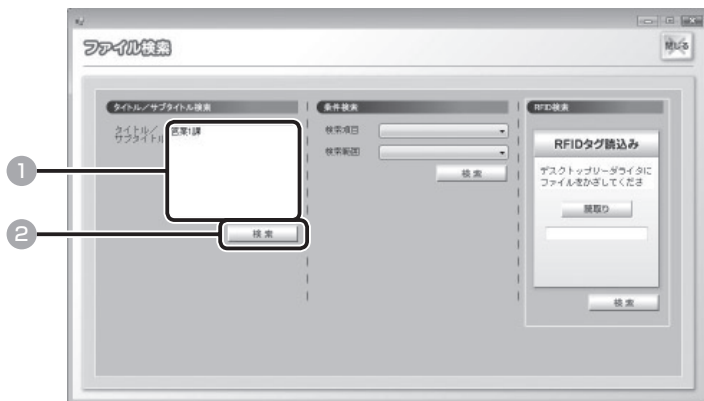 ファイル検索
閉じる
タイトル/サブタイトル検索
タイトル/
サブタイトル
営業1課
検索
条件検索
検索項目
検索範囲
検索
RFID検索
RFIDタグ読込み
デスクトップリーダライタに
ファイルをかざしてくださ
読取り
検索
1
2